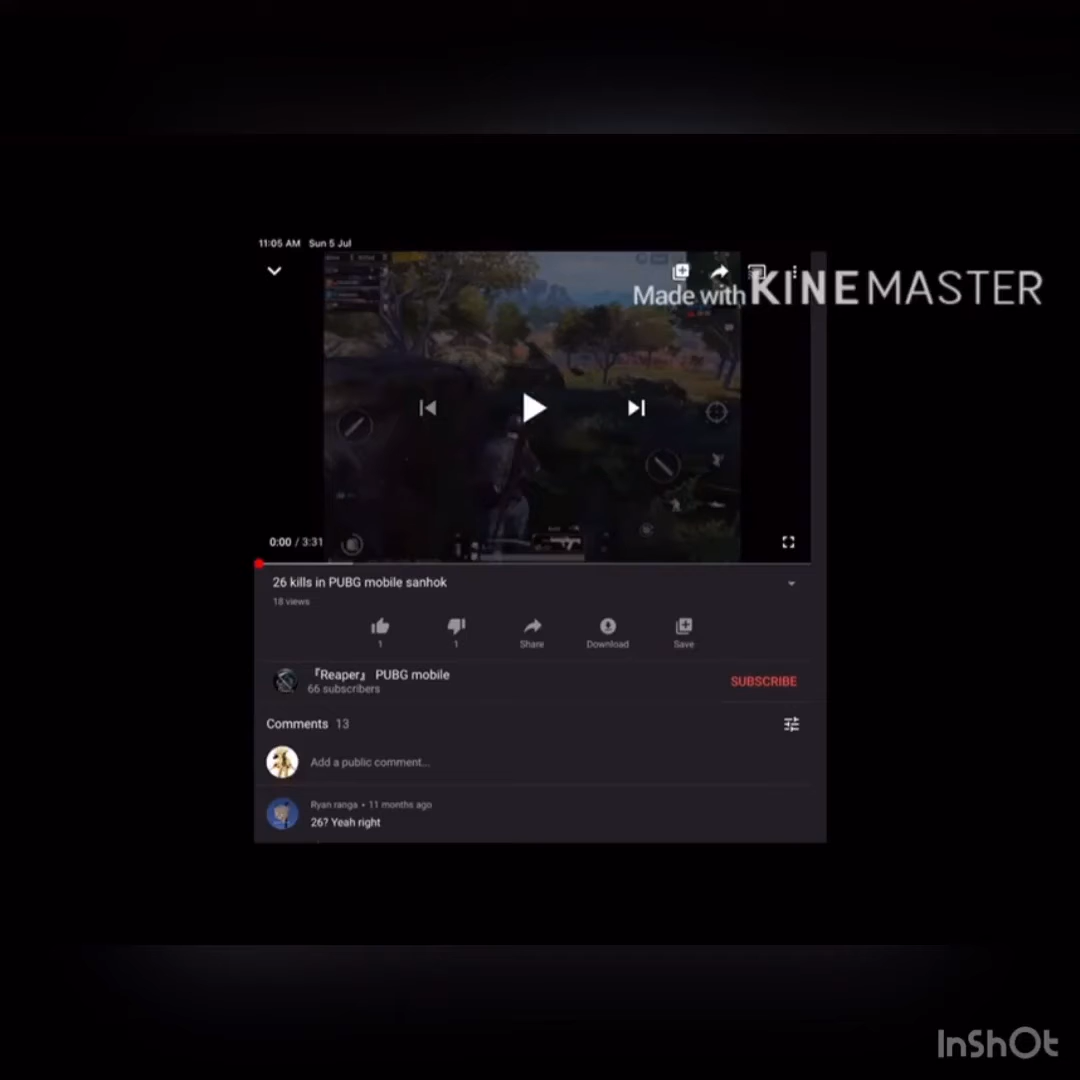 11:05 AM Sun 5 Jul
Made with KINEMASTER
0:00 / 3:31
26 kills in PUBG mobile sanhok
18 views
1 1 Share Download Save
『Reaper』 PUBG mobile
66 subscribers
SUBSCRIBE
Comments 13
Add a public comment...
Ryan ranga • 11 months ago
26? Yeah right
InShOt